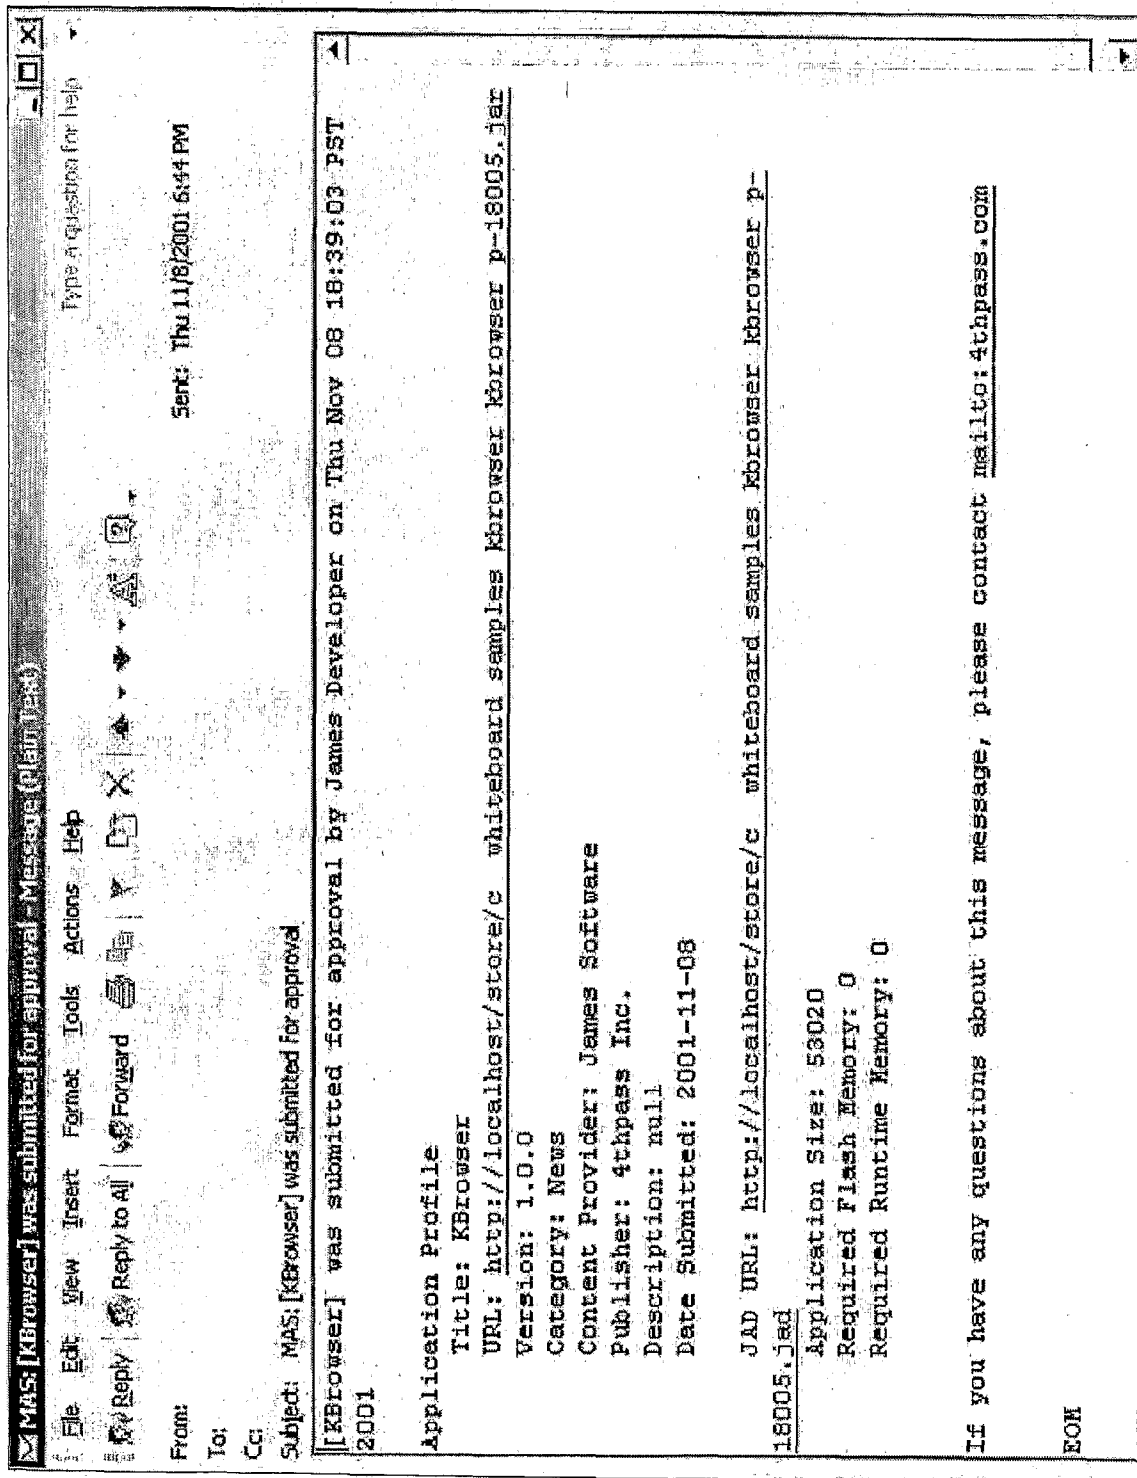 MAS: [KBrowser] was submitted for approval - Message (Plain Text)
File Edit View Insert Format Tools Actions Help Type a question for help
Reply Reply to All Forward
From: Sent: Thu 11/8/2001 6:44 PM
To:
Cc:
Subject: MAS: [KBrowser] was submitted for approval
[KBrowser] was submitted for approval by James Developer on Thu Nov 08 18:39:03 PST
2001
Application Profile
Title: KBrowser
URL: http://localhost/store/c whiteboard samples kbrowser kbrowser p-18005.jar
Version: 1.0.0
Category: News
Content Provider: James Software
Publisher: 4thpass Inc.
Description: null
Date Submitted: 2001-11-08
JAD URL: http://localhost/store/c whiteboard samples kbrowser kbrowser p-
18005.jad
Application Size: 53020
Required Flash Memory: 0
Required Runtime Memory: 0
If you have any questions about this message, please contact mailto:4thpass.com
EOM